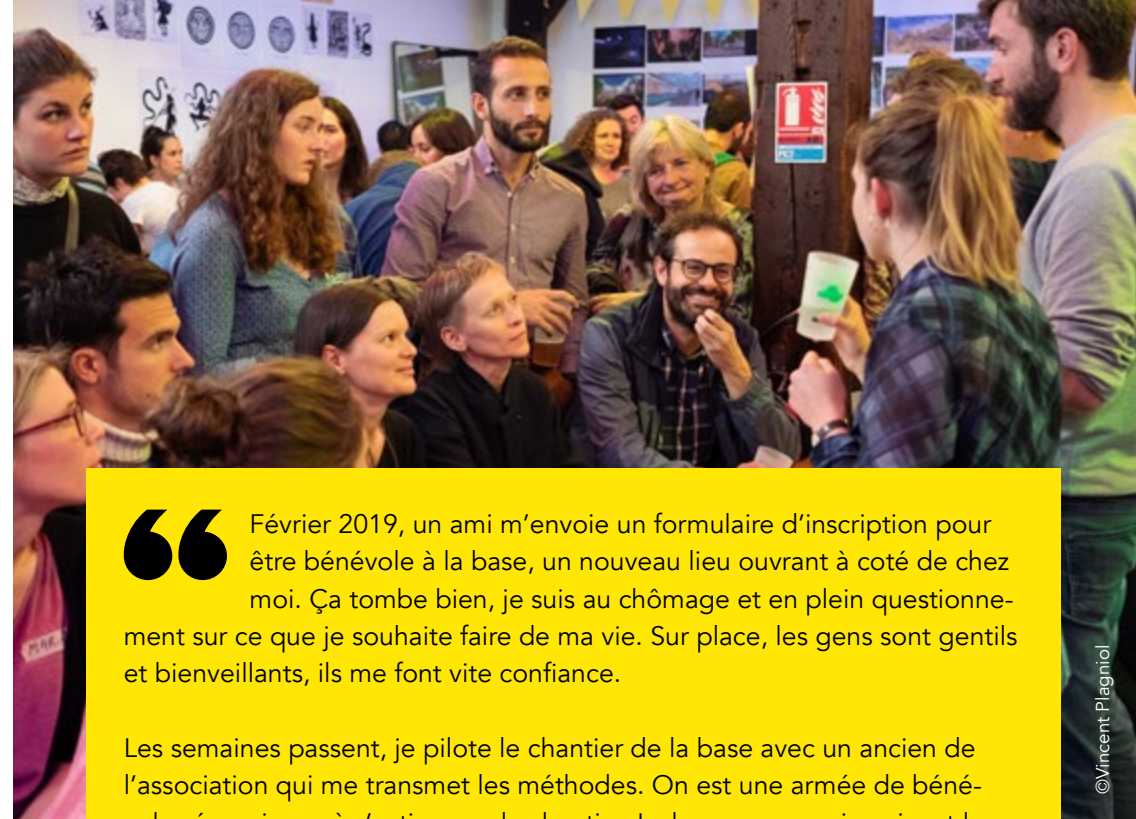 Février 2019, un ami m’envoie un formulaire d’inscription pour
être bénévole à la base, un nouveau lieu ouvrant à coté de chez
moi. Ça tombe bien, je suis au chômage et en plein questionne-
ment sur ce que je souhaite faire de ma vie. Sur place, les gens sont gentils
et bienveillants, ils me font vite confiance.
Les semaines passent, je pilote le chantier de la base avec un ancien de
l’association qui me transmet les méthodes. On est une armée de béné-
©Vincent Plagniol